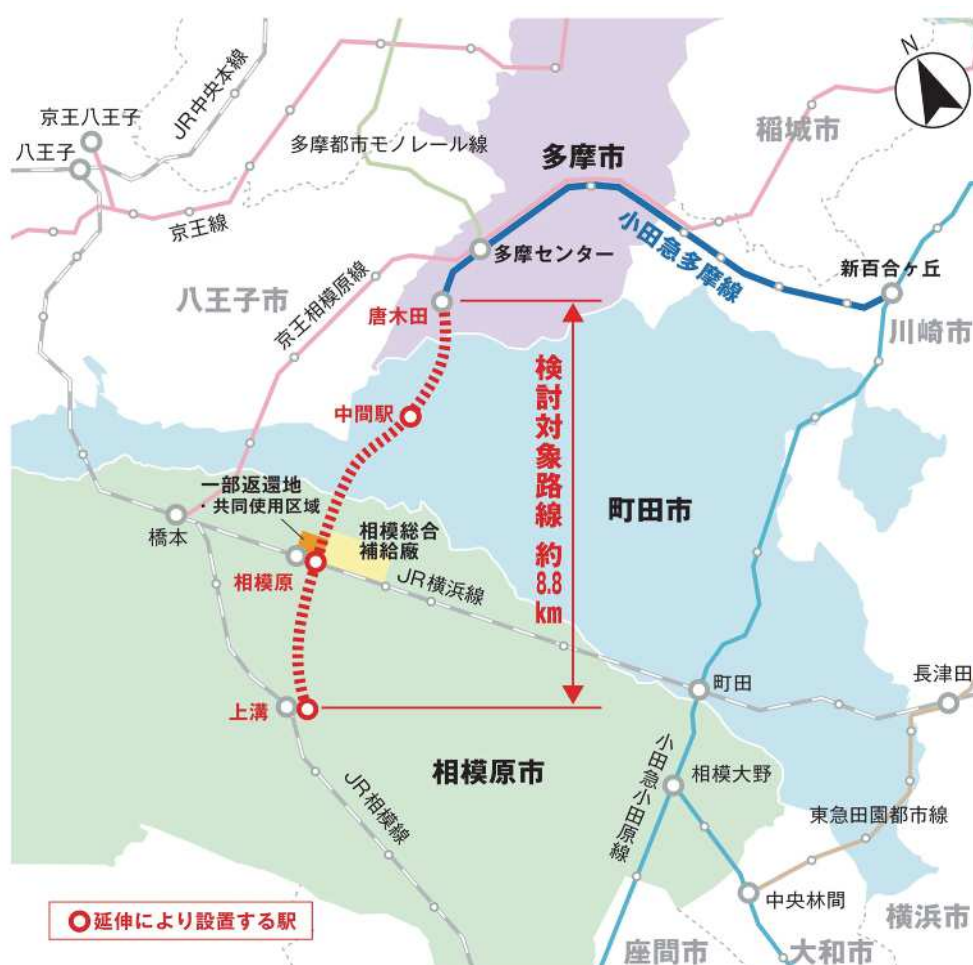 N
JR中央本線
京王八王子
八王子
多摩都市モノレール線
稲城市
多摩市
京王線
小田急多摩線
多摩センター
新百合ヶ丘
八王子市
京王相模原線
唐木田
川崎市
検討対象路線 約8.8km
中間駅
一部返還地
・共同使用区域
町田市
相模総合
補給廠
橋本
相模原
JR横浜線
町田
長津田
上溝
相模原市
小田急小田原線
相模大野
JR相模線
東急田園都市線
中央林間
横浜市
延伸により設置する駅
座間市
大和市